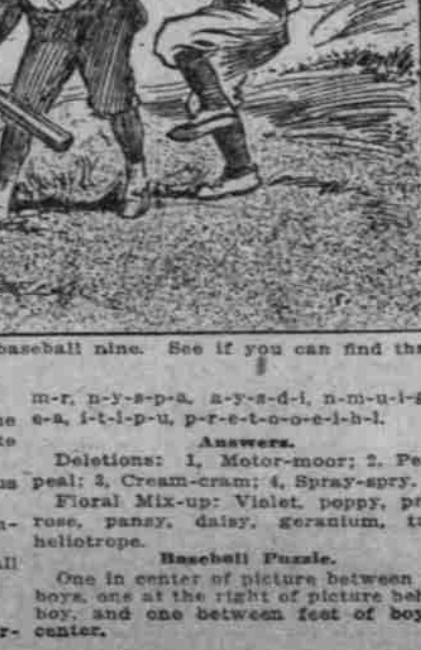 baseball nine. See if you can find
m-r, n-y-s-p-a, a-y-s-d-i, n-m-u-i-g
e-a, i-t-l-p-u, p-r-e-t-o-o-e-i-h-l.
Answers.
Deletions: 1, Motor-moor; 2, Pe
us peal; 3, Cream-cram; 4, Spray-spry.
Floral Mix-up: Violet, poppy,
n- rose, pansy, daisy, geranium,
heliotrope.
Baseball Puzzle.
One in center of picture between
boys, one at the right of picture
boy, and one between feet of boy
r- center.